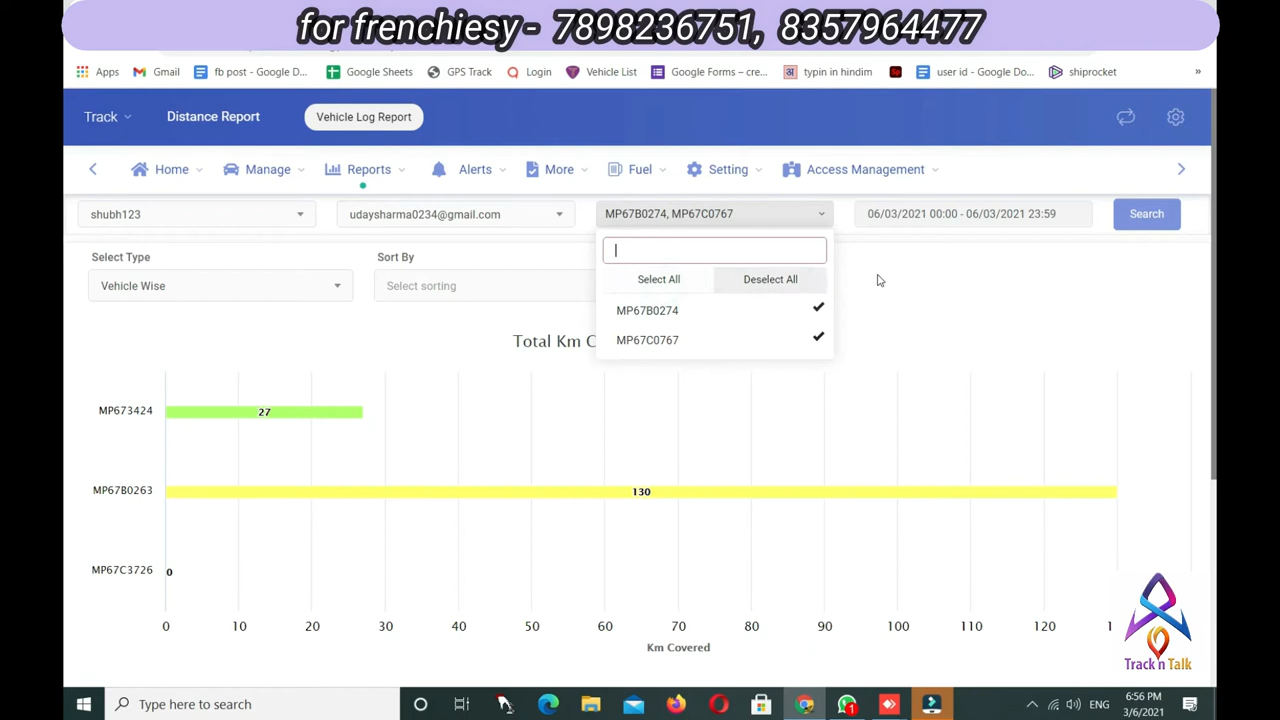 for frenchiesy - 7898236751, 8357964477
Apps Gmail fb post - Google D... Google Sheets GPS Track Login Vehicle List Google Forms – cre... typin in hindim user id - Google Do... shiprocket »
Track Distance Report Vehicle Log Report
Home Manage Reports Alerts More Fuel Setting Access Management
shubh123 udaysharma0234@gmail.com MP67B0274, MP67C0767 06/03/2021 00:00 - 06/03/2021 23:59 Search
Select Type Sort By
Vehicle Wise Select sorting
Select All Deselect All
MP67B0274
MP67C0767
Total Km C
MP673424 27
MP67B0263 130
MP67C3726 0
0 10 20 30 40 50 60 70 80 90 100 110 120 1
Km Covered
Track n Talk
Type here to search
1
ENG
6:56 PM
3/6/2021